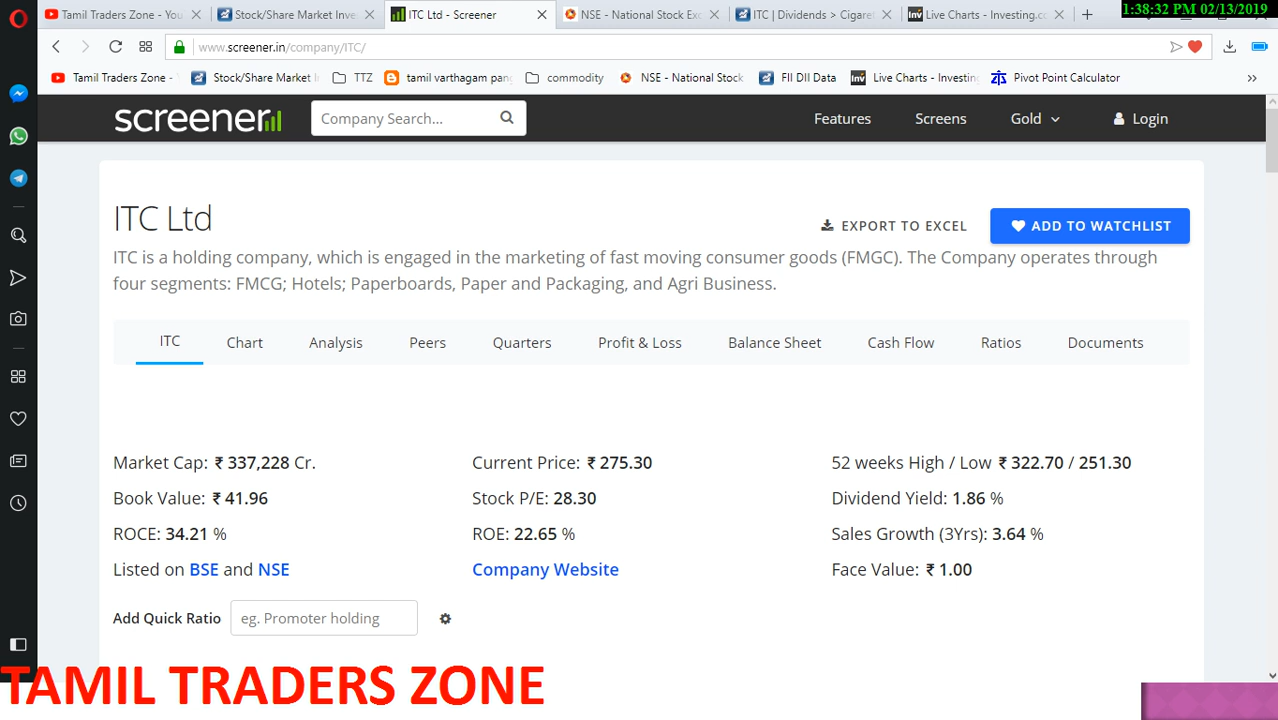 Tamil Traders Zone - You
Stock/Share Market Inve
ITC Ltd - Screener
NSE - National Stock Exc
ITC | Dividends > Cigaret
Live Charts - Investing.co
1:38:32 PM 02/13/2019
www.screener.in/company/ITC/
Tamil Traders Zone -
Stock/Share Market I
TTZ
tamil varthagam pang
commodity
NSE - National Stock
FII DII Data
Live Charts - Investin
Pivot Point Calculator
screener
Company Search...
Features
Screens
Gold
Login
ITC Ltd
EXPORT TO EXCEL
ADD TO WATCHLIST
ITC is a holding company, which is engaged in the marketing of fast moving consumer goods (FMGC). The Company operates through
four segments: FMCG; Hotels; Paperboards, Paper and Packaging, and Agri Business.
ITC
Chart
Analysis
Peers
Quarters
Profit & Loss
Balance Sheet
Cash Flow
Ratios
Documents
Market Cap: ₹ 337,228 Cr.
Current Price: ₹ 275.30
52 weeks High / Low ₹ 322.70 / 251.30
Book Value: ₹ 41.96
Stock P/E: 28.30
Dividend Yield: 1.86 %
ROCE: 34.21 %
ROE: 22.65 %
Sales Growth (3Yrs): 3.64 %
Listed on BSE and NSE
Company Website
Face Value: ₹ 1.00
Add Quick Ratio
eg. Promoter holding
TAMIL TRADERS ZONE